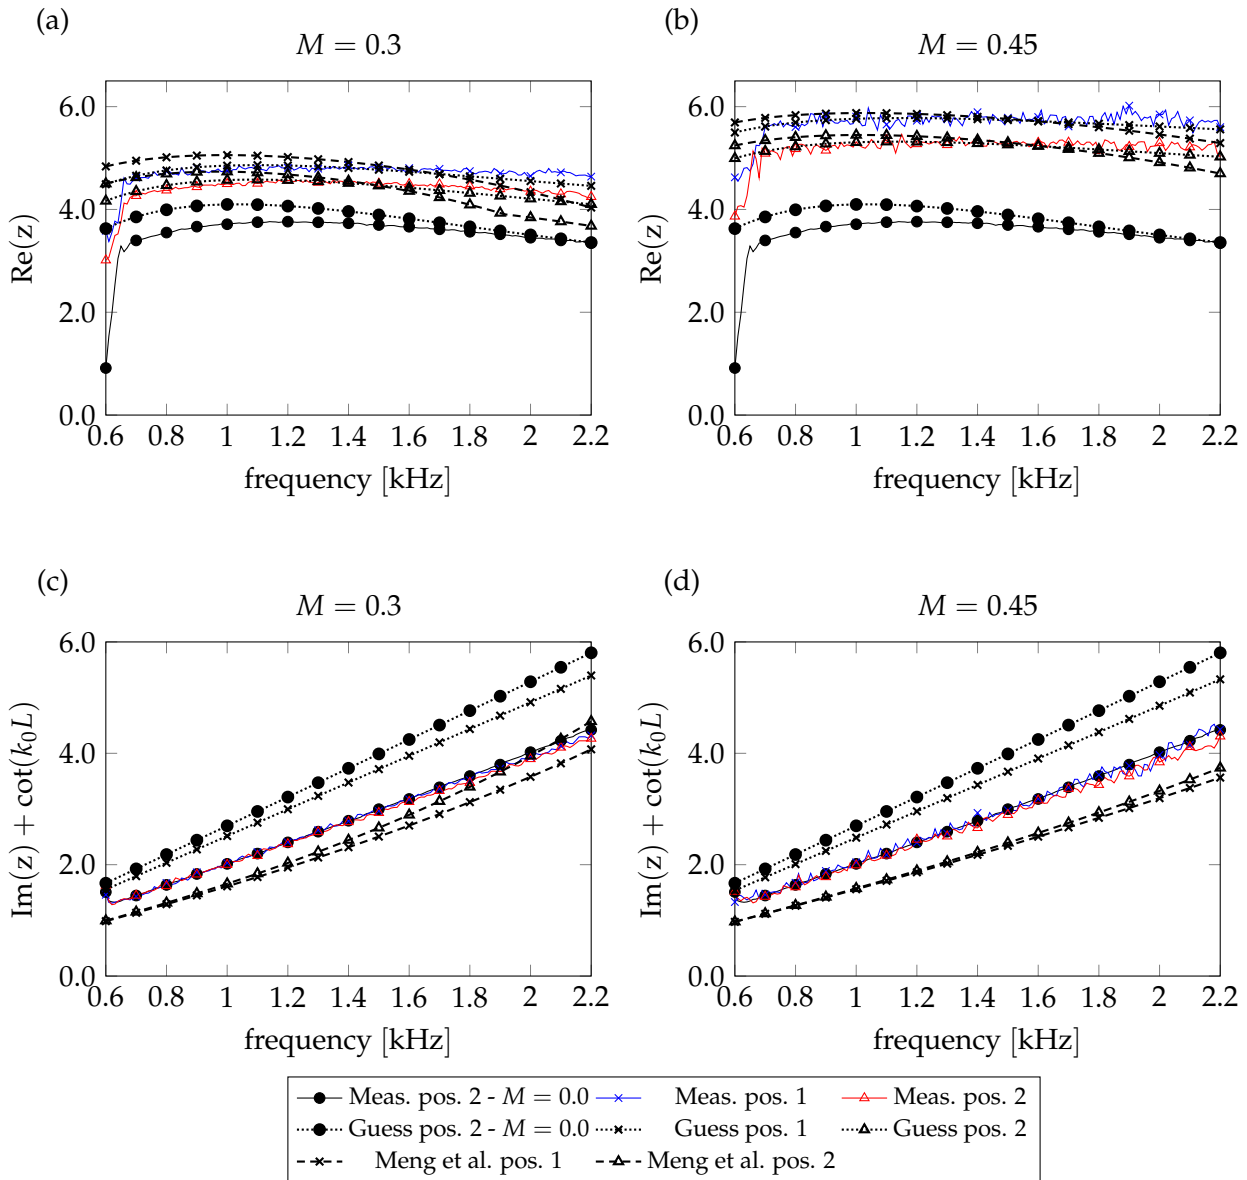 (a)
M = 0.3
6.0
4.0
2.0
0.0
Re(z)
0.6 0.8 1 1.2 1.4 1.6 1.8 2 2.2
frequency [kHz]
(b)
M = 0.45
6.0
4.0
2.0
0.0
Re(z)
0.6 0.8 1 1.2 1.4 1.6 1.8 2 2.2
frequency [kHz]
(c)
M = 0.3
6.0
4.0
2.0
0.0
Im(z) + cot(k₀L)
0.6 0.8 1 1.2 1.4 1.6 1.8 2 2.2
frequency [kHz]
(d)
M = 0.45
6.0
4.0
2.0
0.0
Im(z) + cot(k₀L)
0.6 0.8 1 1.2 1.4 1.6 1.8 2 2.2
frequency [kHz]
Meas. pos. 2 - M = 0.0 Meas. pos. 1 Meas. pos. 2
Guess pos. 2 - M = 0.0 Guess pos. 1 Guess pos. 2
Meng et al. pos. 1 Meng et al. pos. 2